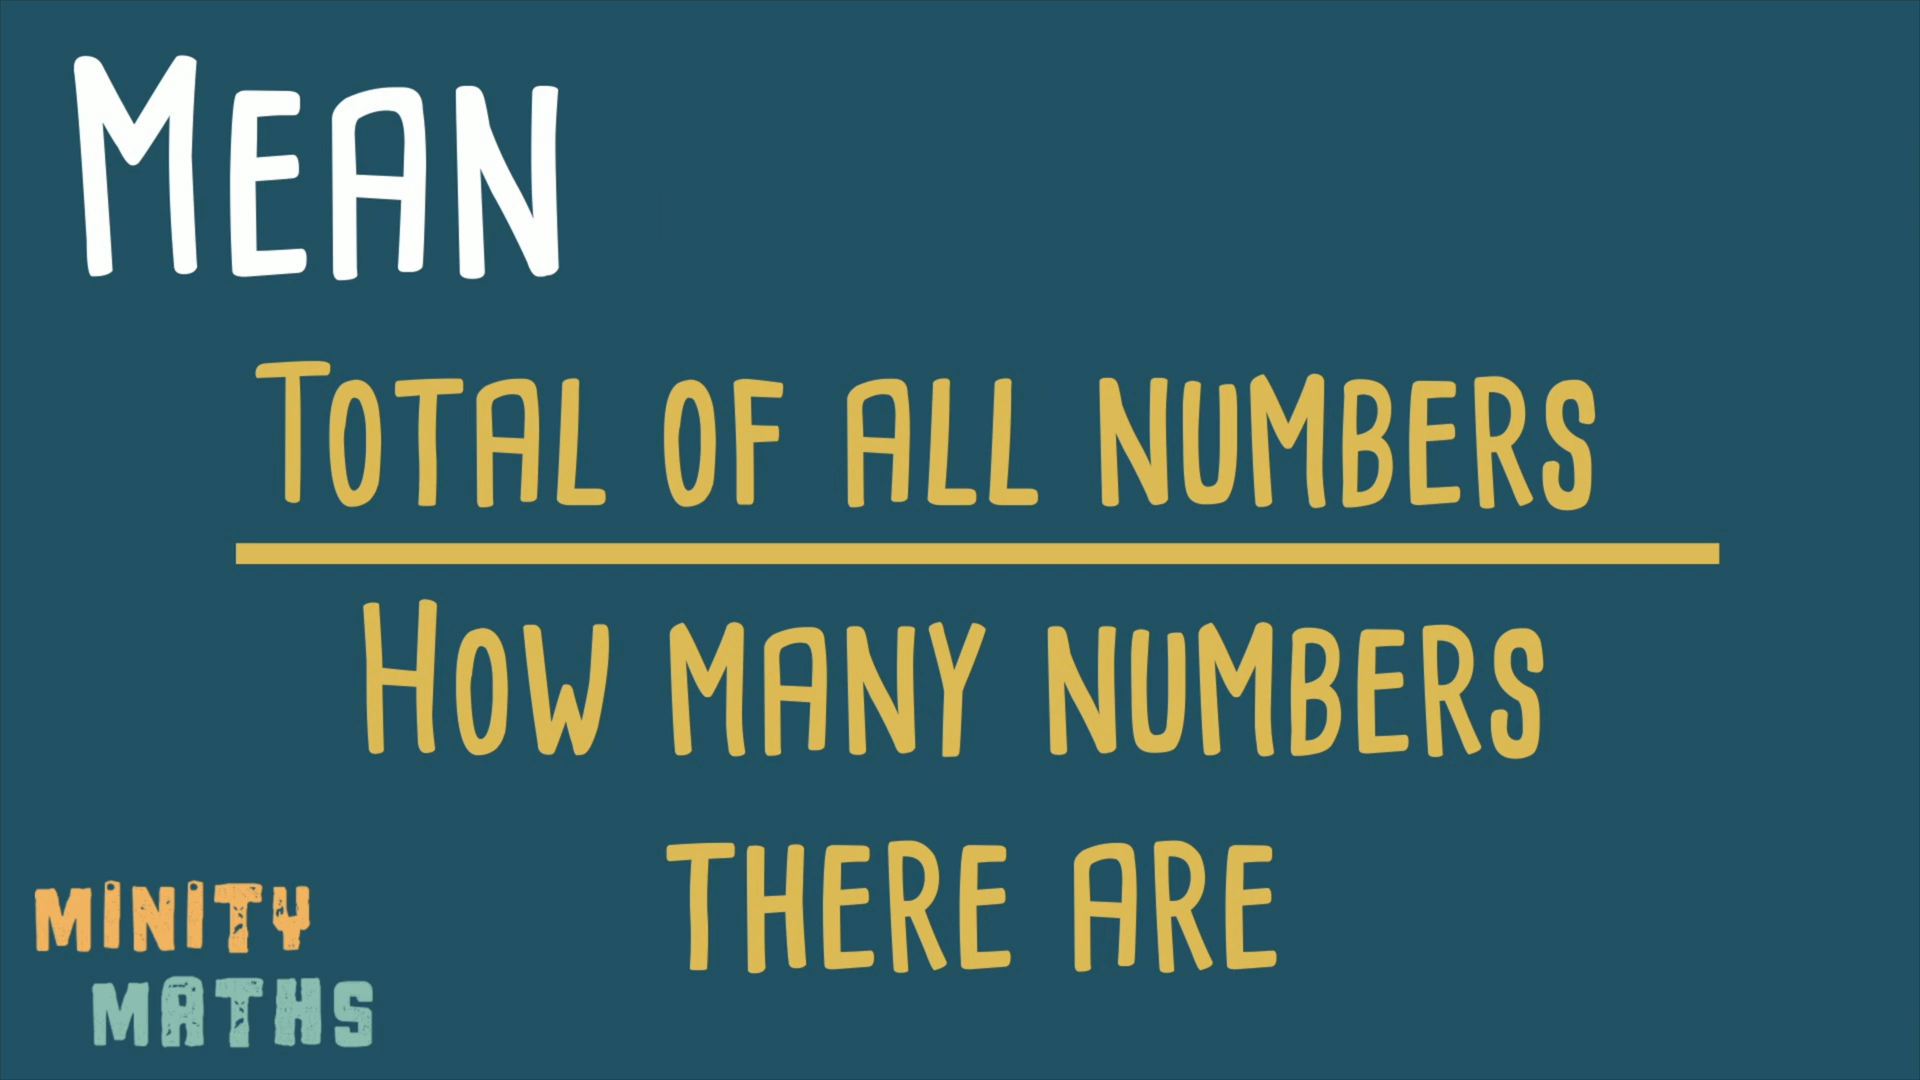 Mean
Total of all numbers
How many numbers
there are
MINITY
MATHS